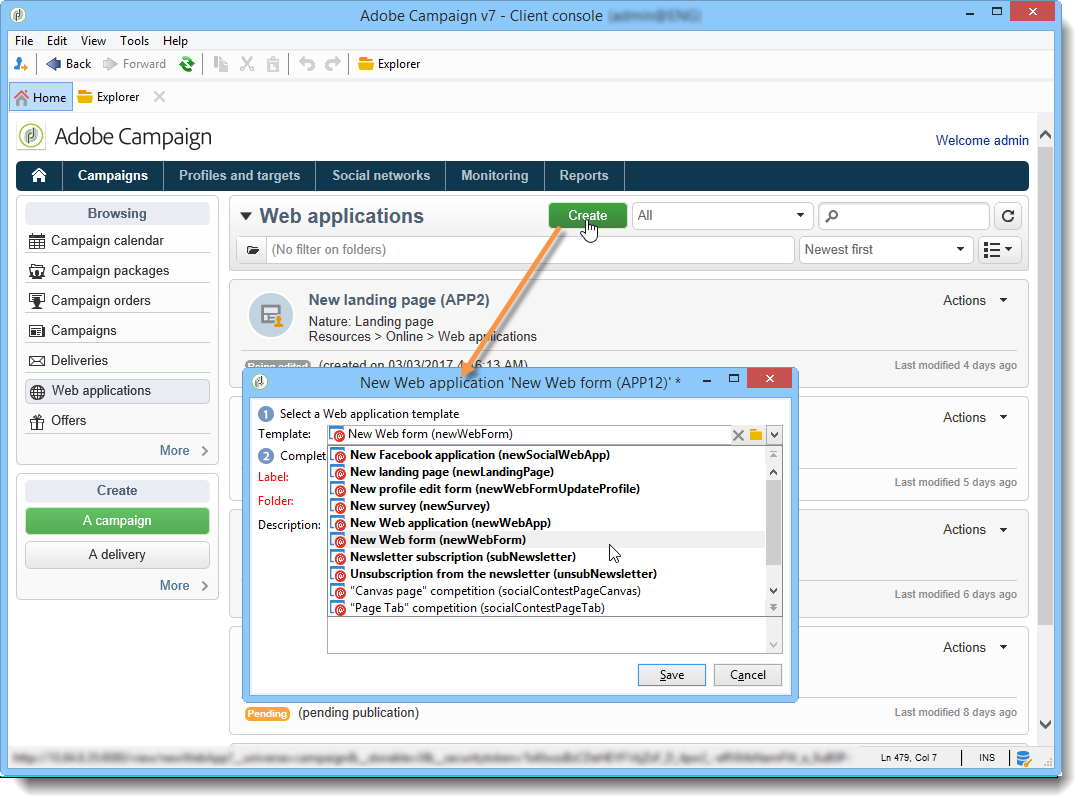 Adobe Campaign v7 - Client console
File Edit View Tools Help
Back Forward Explorer
Home Explorer
Adobe Campaign
Welcome admin
Campaigns Profiles and targets Social networks Monitoring Reports
Browsing
Campaign calendar
Campaign packages
Campaign orders
Campaigns
Deliveries
Web applications
Offers
More
Create
A campaign
A delivery
More
Web applications
Create
All
(No filter on folders)
Newest first
New landing page (APP2)
Actions
Nature: Landing page
Resources > Online > Web applications
Being edited (created on 03/03/2017 4:46:13 AM)
Last modified 4 days ago
Actions
Last modified 5 days ago
Actions
Last modified 6 days ago
Actions
Pending (pending publication)
Last modified 8 days ago
New Web application 'New Web form (APP12)' *
1 Select a Web application template
Template: New Web form (newWebForm)
2 Complet
Label:
Folder:
Description:
New Facebook application (newSocialWebApp)
New landing page (newLandingPage)
New profile edit form (newWebFormUpdateProfile)
New survey (newSurvey)
New Web application (newWebApp)
New Web form (newWebForm)
Newsletter subscription (subNewsletter)
Unsubscription from the newsletter (unsubNewsletter)
"Canvas page" competition (socialContestPageCanvas)
"Page Tab" competition (socialContestPageTab)
Save Cancel
Ln 479, Col 7 INS